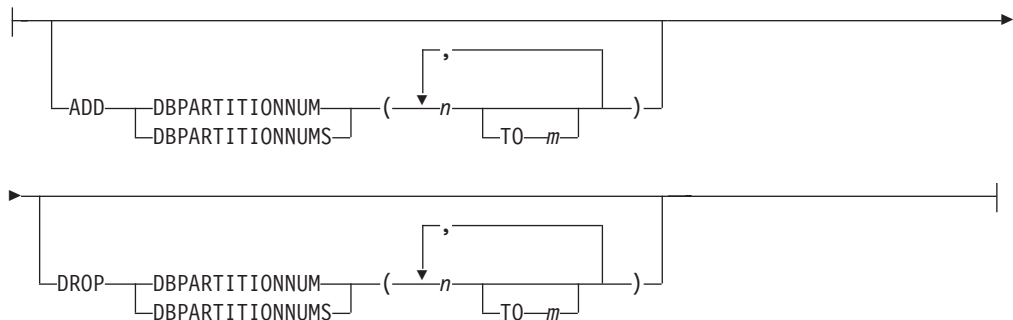 ,
ADD DBPARTITIONNUM ( n )
DBPARTITIONNUMS TO m
,
DROP DBPARTITIONNUM ( n )
DBPARTITIONNUMS TO m